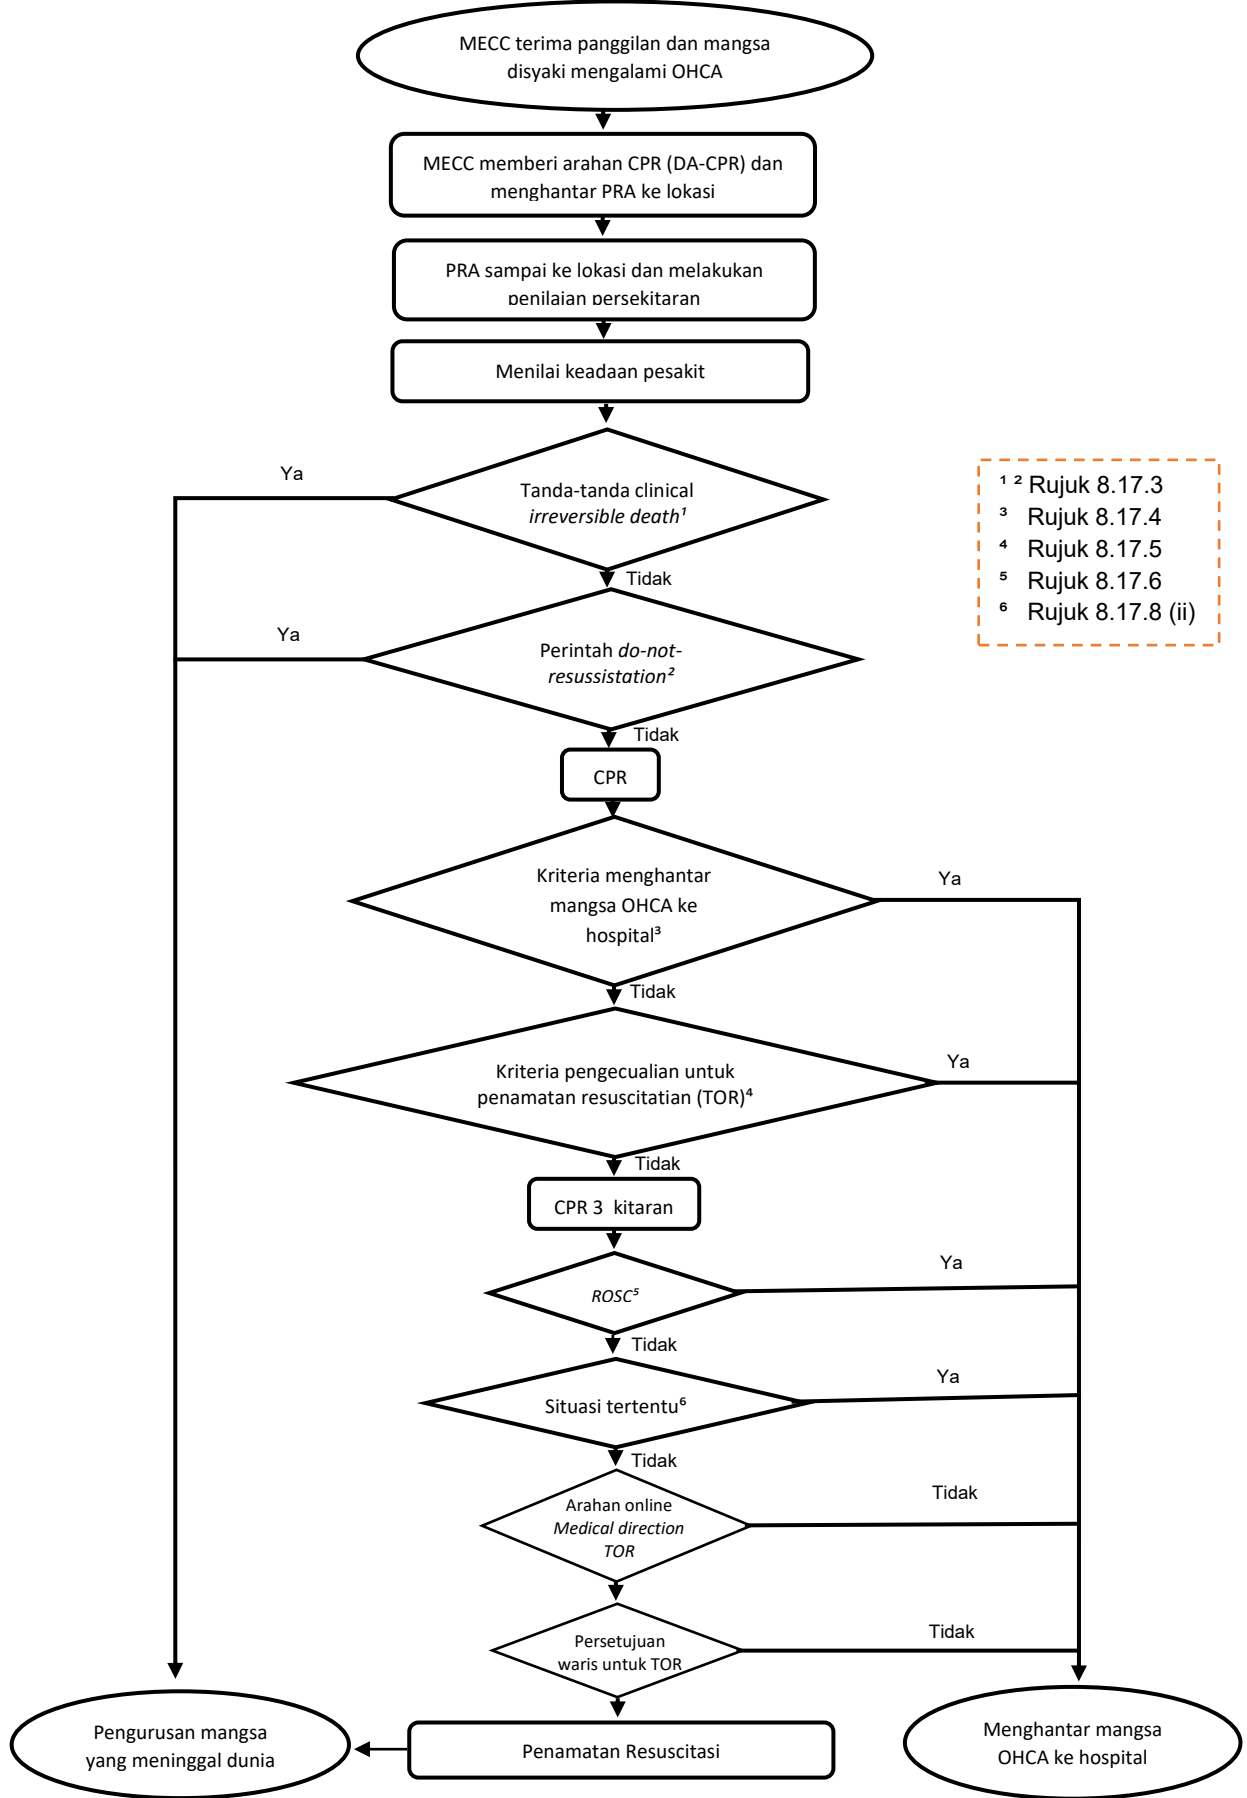 MECC terima panggilan dan mangsa
disyaki mengalami OHCA
MECC memberi arahan CPR (DA-CPR) dan
menghantar PRA ke lokasi
PRA sampai ke lokasi dan melakukan
penilaian persekitaran
Menilai keadaan pesakit
Ya
Tanda-tanda clinical
irreversible death¹
¹ ² Rujuk 8.17.3
³ Rujuk 8.17.4
⁴ Rujuk 8.17.5
⁵ Rujuk 8.17.6
⁶ Rujuk 8.17.8 (ii)
Tidak
Ya
Perintah do-not-
resussistation²
Tidak
CPR
Kriteria menghantar
mangsa OHCA ke
hospital³
Ya
Tidak
Kriteria pengecualian untuk
penamatan resuscitatian (TOR)⁴
Ya
Tidak
CPR 3 kitaran
ROSC⁵
Ya
Tidak
Situasi tertentu⁶
Ya
Tidak
Arahan online
Medical direction
TOR
Tidak
Persetujuan
waris untuk TOR
Tidak
Pengurusan mangsa
yang meninggal dunia
Penamatan Resuscitasi
Menghantar mangsa
OHCA ke hospital